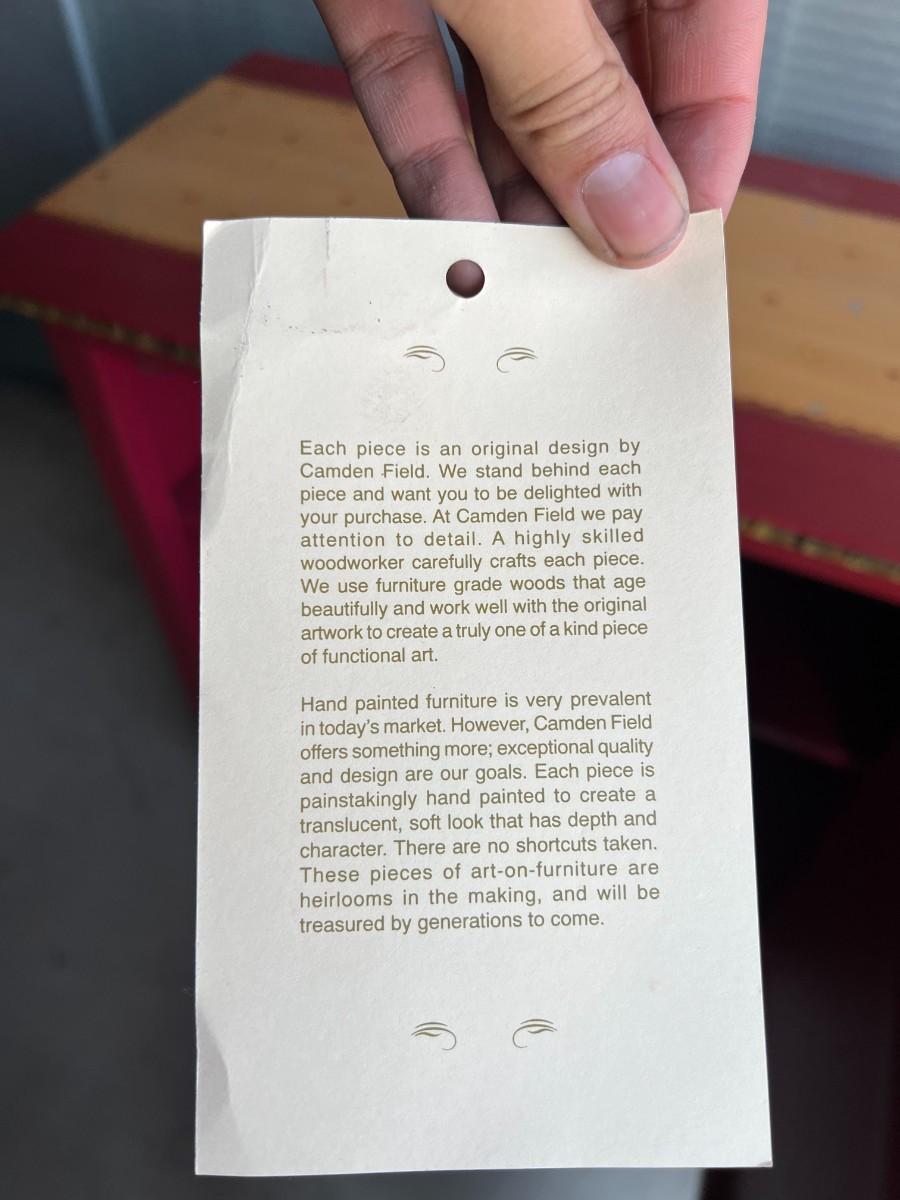 Each piece is an original design by
Camden Field. We stand behind each
piece and want you to be delighted with
your purchase. At Camden Field we pay
attention to detail. A highly skilled
woodworker carefully crafts each piece.
We use furniture grade woods that age
beautifully and work well with the original
artwork to create a truly one of a kind piece
of functional art.
Hand painted furniture is very prevalent
in today's market. However, Camden Field
offers something more; exceptional quality
and design are our goals. Each piece is
painstakingly hand painted to create a
translucent, soft look that has depth and
character. There are no shortcuts taken.
These pieces of art-on-furniture are
heirlooms in the making, and will be
treasured by generations to come.